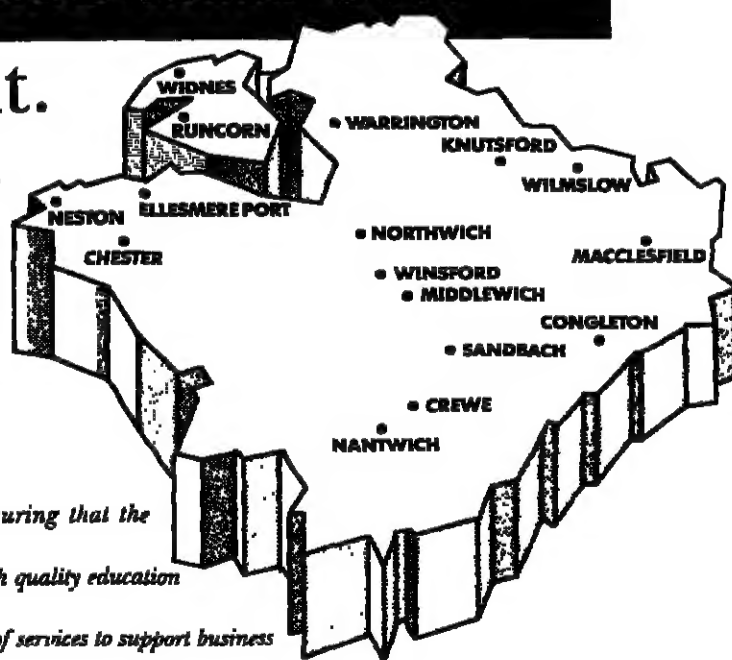 t.
WIDNES
RUNCORN
WARRINGTON
KNUTSFORD
WILMSLOW
NESTON
ELLESMERE PORT
CHESTER
NORTHWICH
MACCLESFIELD
WINSFORD
MIDDLEWICH
CONGLETON
SANDBACH
CREWE
NANTWICH
uring that the
h quality education
of services to support business